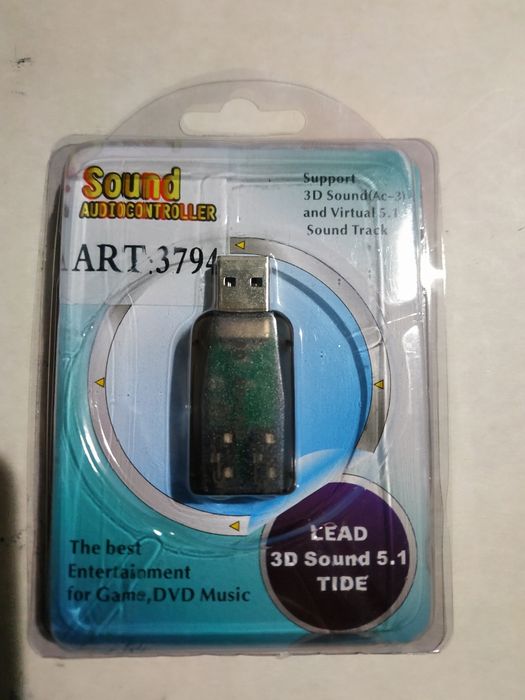 Sound
AUDIOCONTROLLER
Support
3D Sound(Ac-3)
and Virtual 5.1
Sound Track
ART:3794
LEAD
3D Sound 5.1
TIDE
The best
Entertainment
for Game,DVD Music